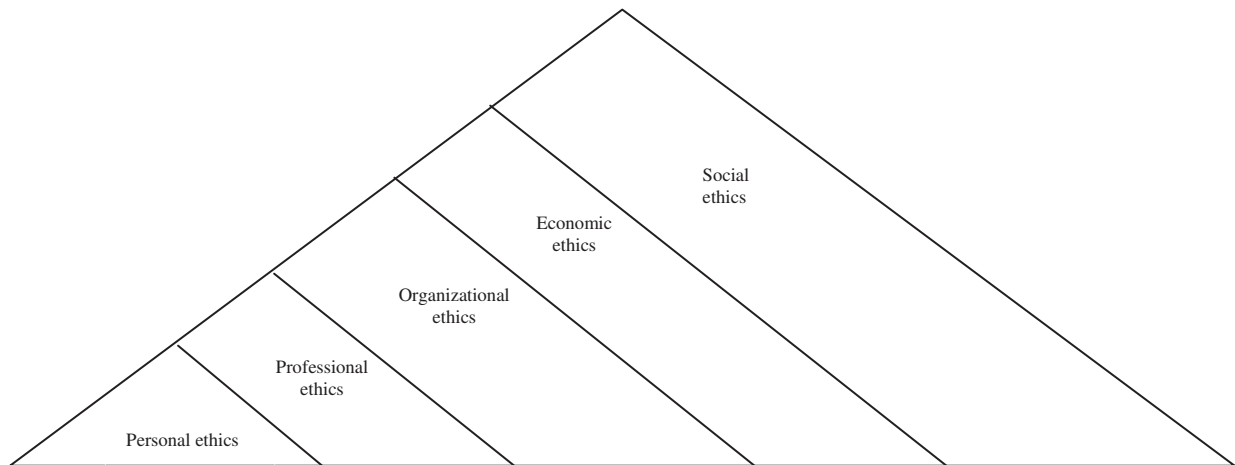 Social
ethics
Economic
ethics
Organizational
ethics
Professional
ethics
Personal ethics